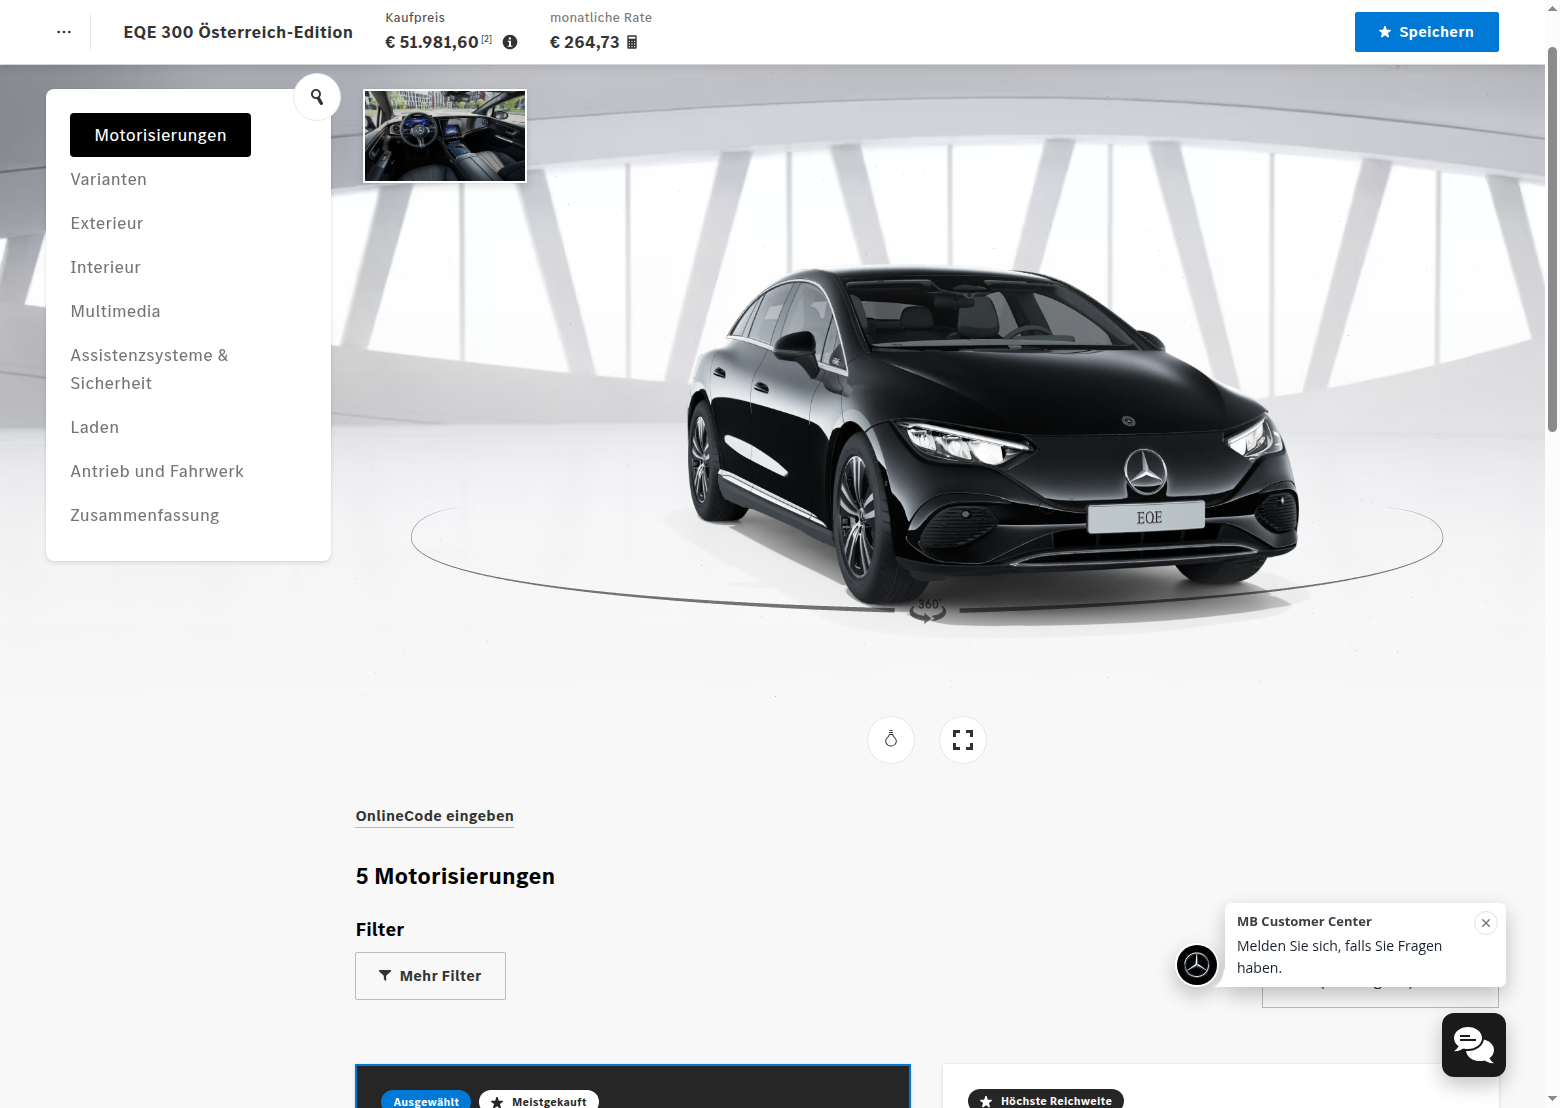 ...
EQE 300 Österreich-Edition
Kaufpreis
€ 51.981,60 [2]
monatliche Rate
€ 264,73
Speichern
Motorisierungen
Varianten
Exterieur
Interieur
Multimedia
Assistenzsysteme &
Sicherheit
Laden
Antrieb und Fahrwerk
Zusammenfassung
EQE
360°
OnlineCode eingeben
5 Motorisierungen
Filter
Mehr Filter
MB Customer Center
Melden Sie sich, falls Sie Fragen
haben.
Ausgewählt
Meistgekauft
Höchste Reichweite